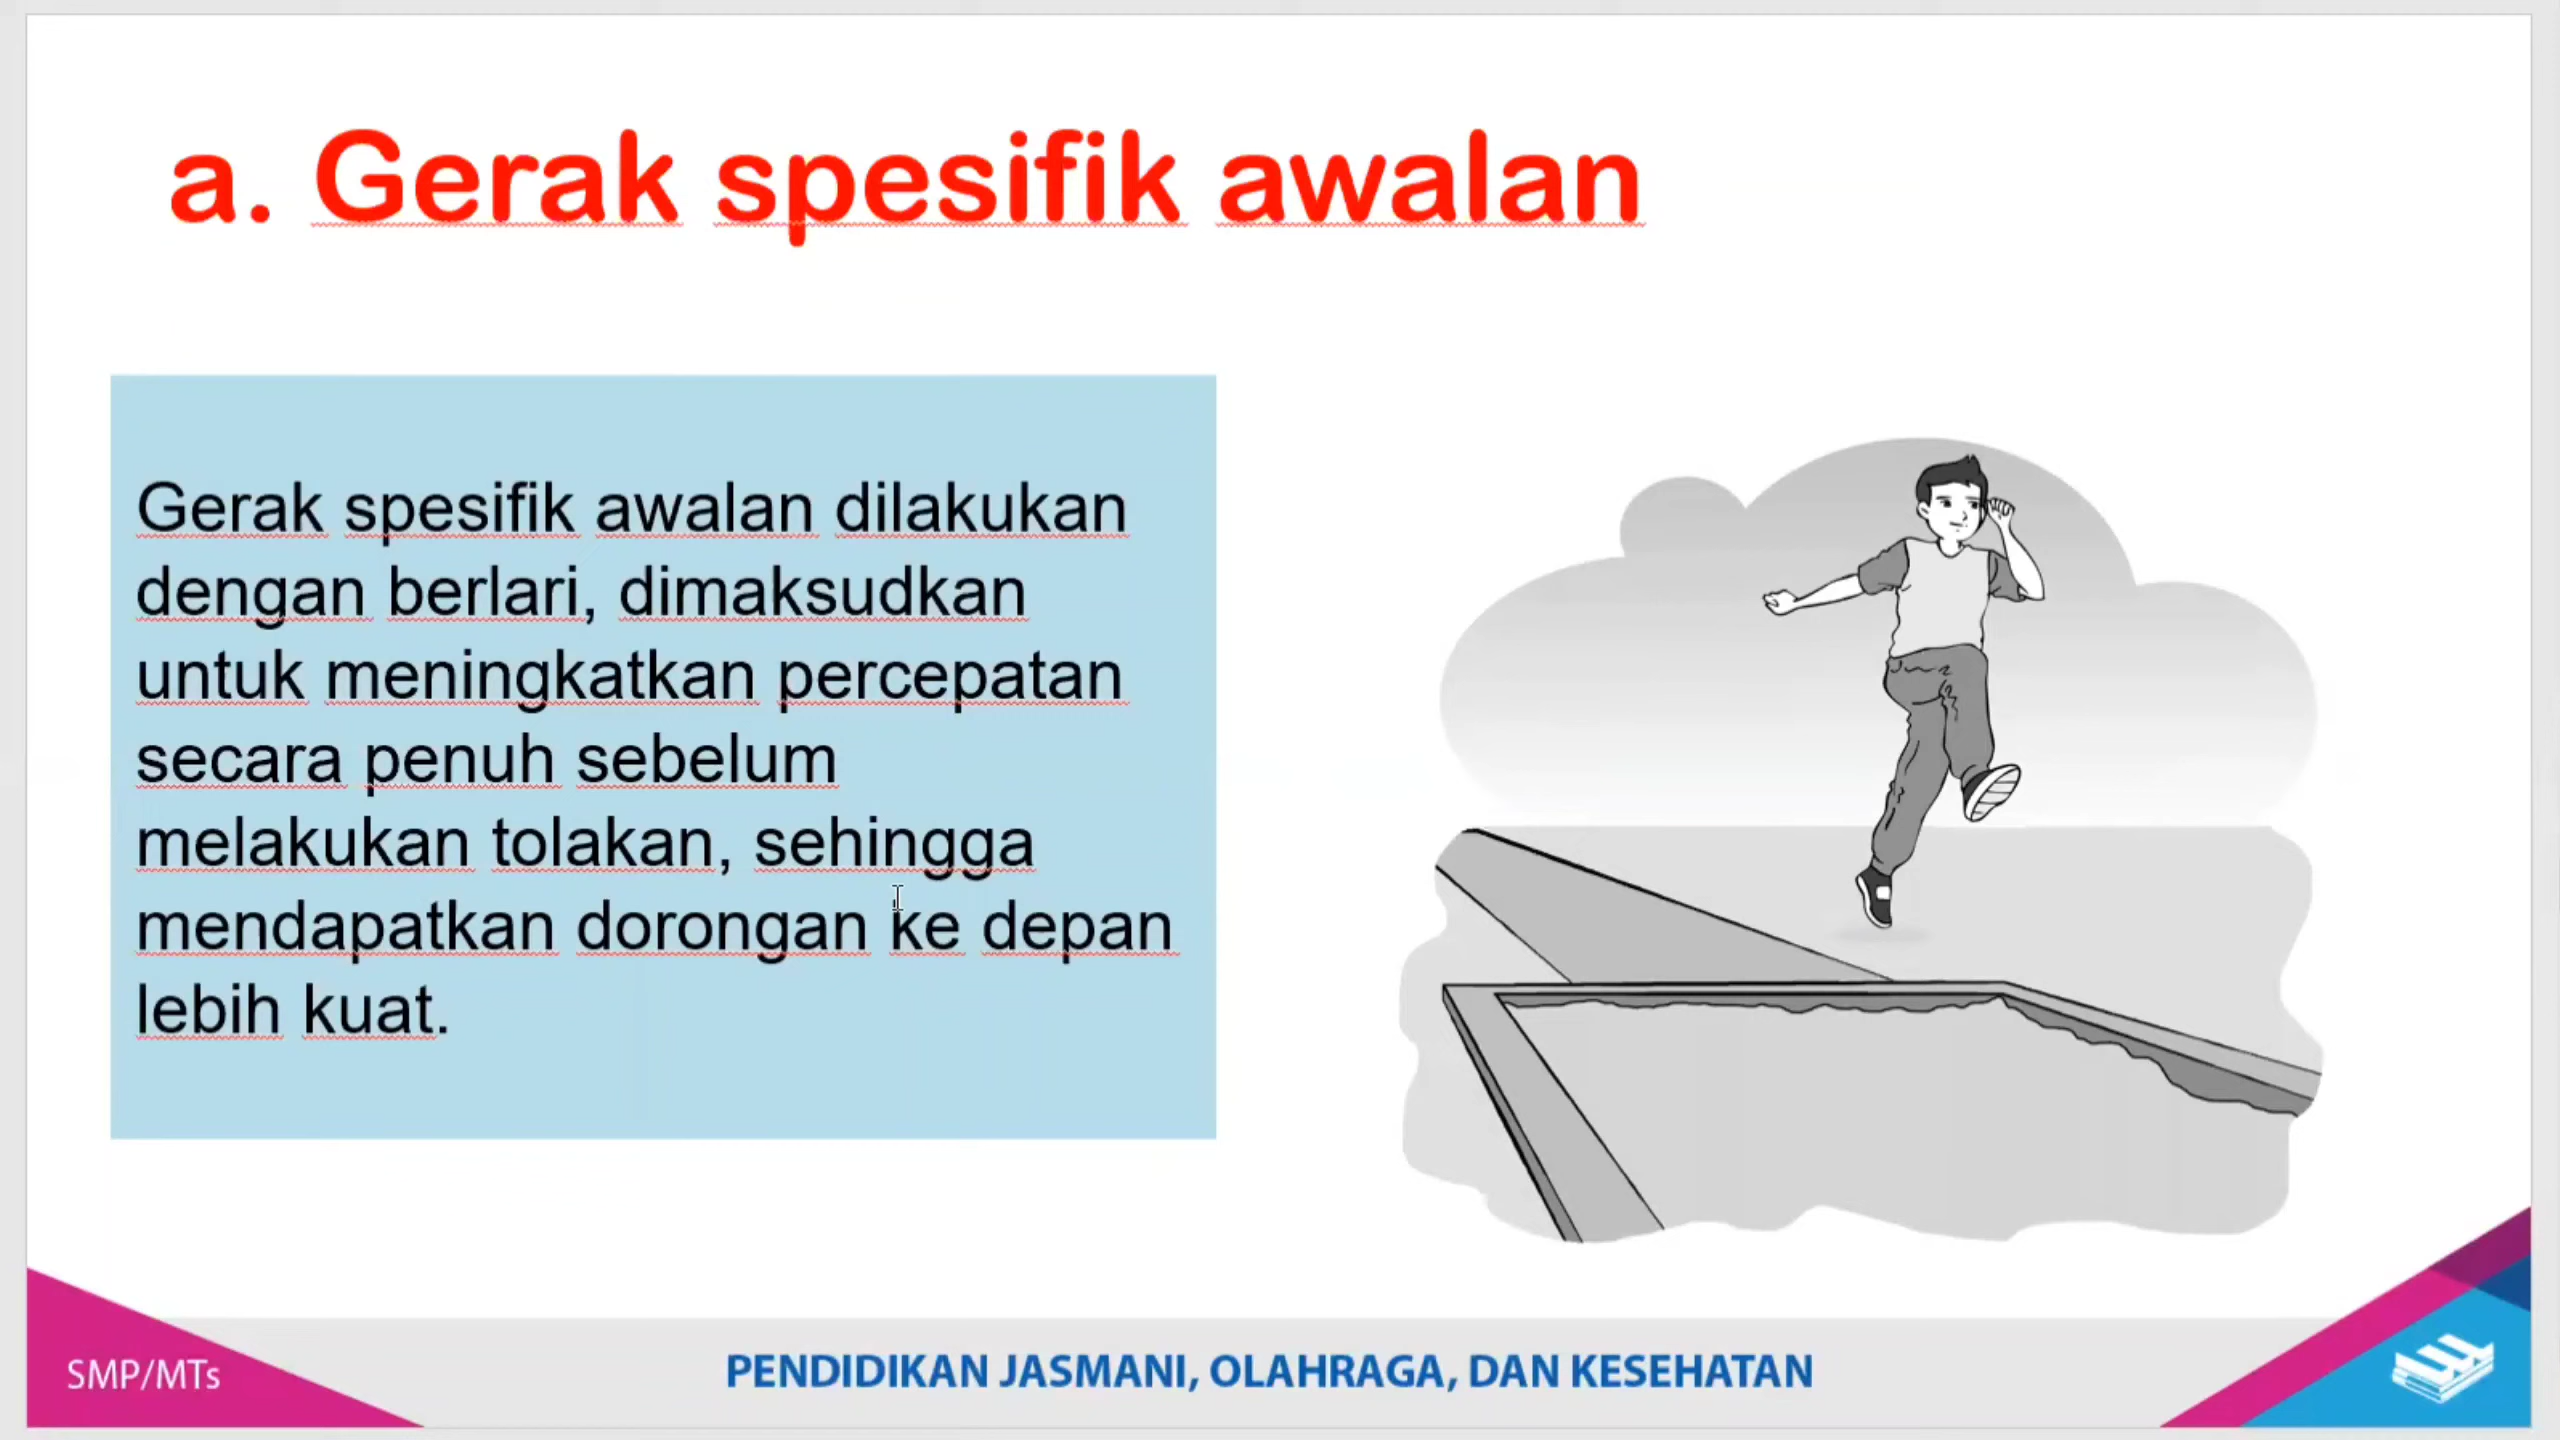 a. Gerak spesifik awalan
Gerak spesifik awalan dilakukan
dengan berlari, dimaksudkan
untuk meningkatkan percepatan
secara penuh sebelum
melakukan tolakan, sehingga
mendapatkan dorongan ke depan
lebih kuat.
SMP/MTs
PENDIDIKAN JASMANI, OLAHRAGA, DAN KESEHATAN